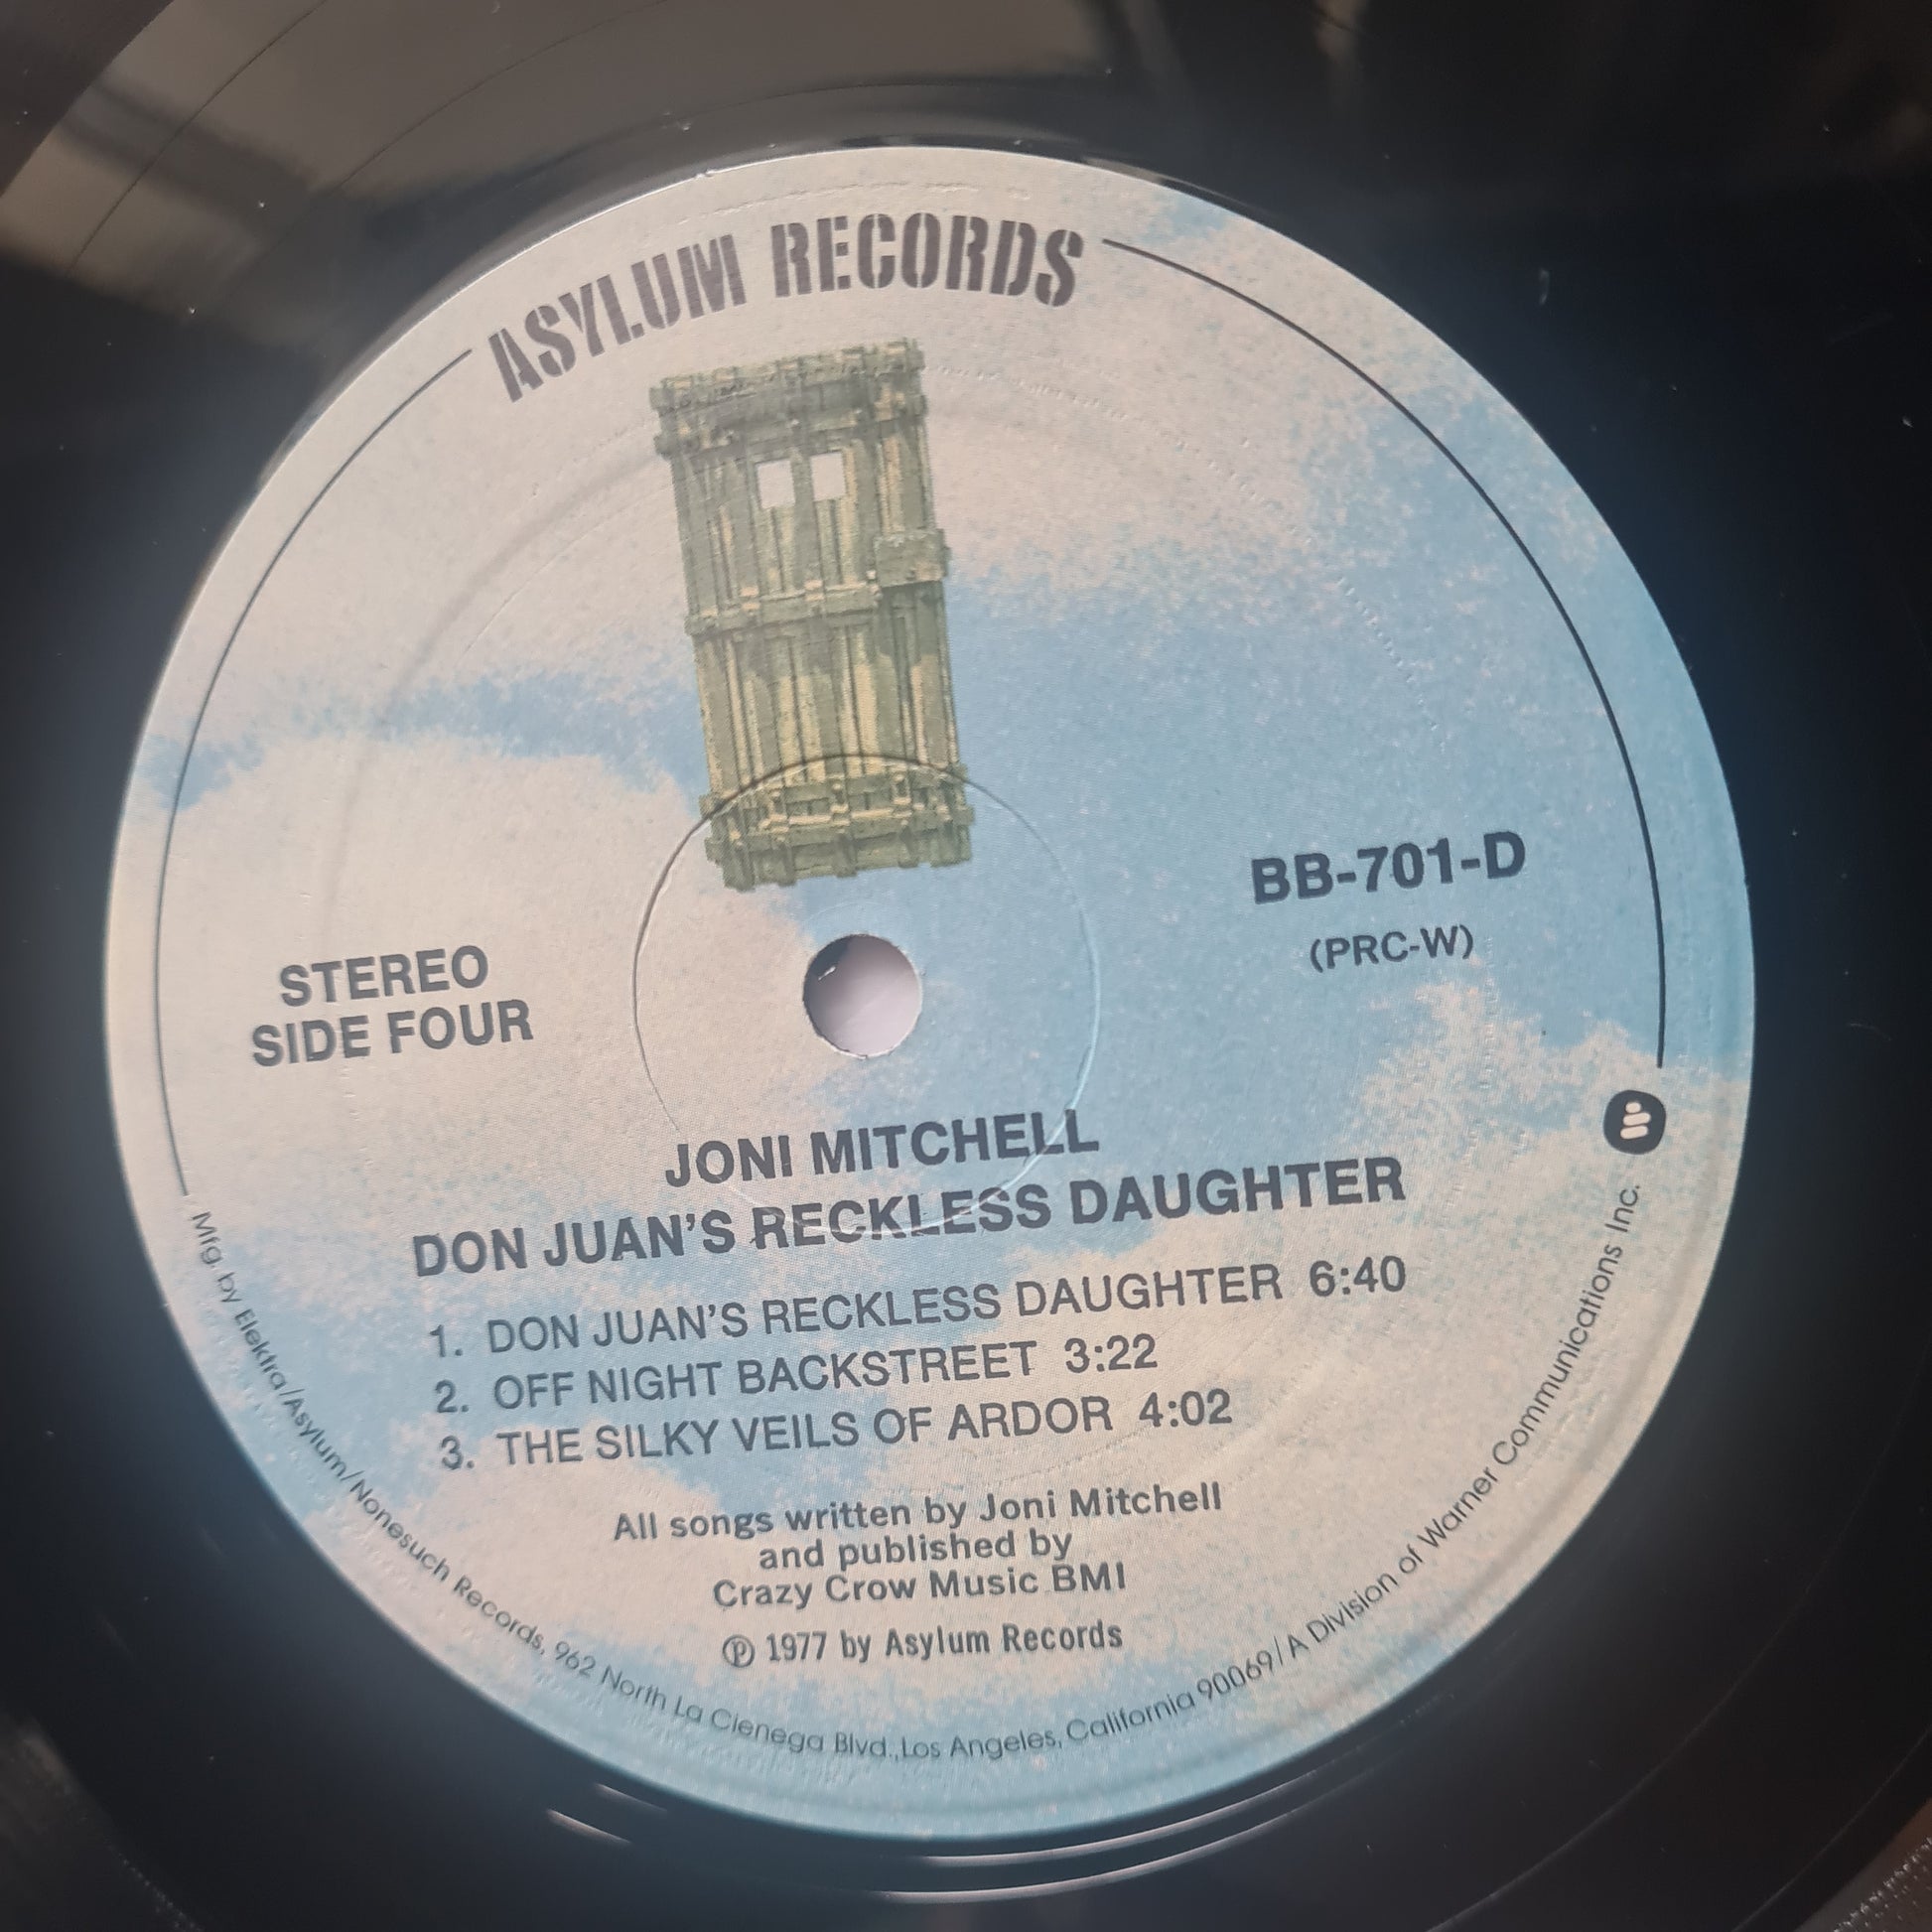 ASYLUM RECORDS
BB-701-D
(PRC-W)
STEREO
SIDE FOUR
JONI MITCHELL
DON JUAN'S RECKLESS DAUGHTER
1. DON JUAN'S RECKLESS DAUGHTER 6:40
2. OFF NIGHT BACKSTREET 3:22
3. THE SILKY VEILS OF ARDOR 4:02
All songs written by Joni Mitchell
and published by
Crazy Crow Music BMI
℗ 1977 by Asylum Records
Mfg. by Elektra/Asylum/Nonesuch Records, 962 North La Cienega Blvd., Los Angeles, California 90069/A Division of Warner Communications Inc.